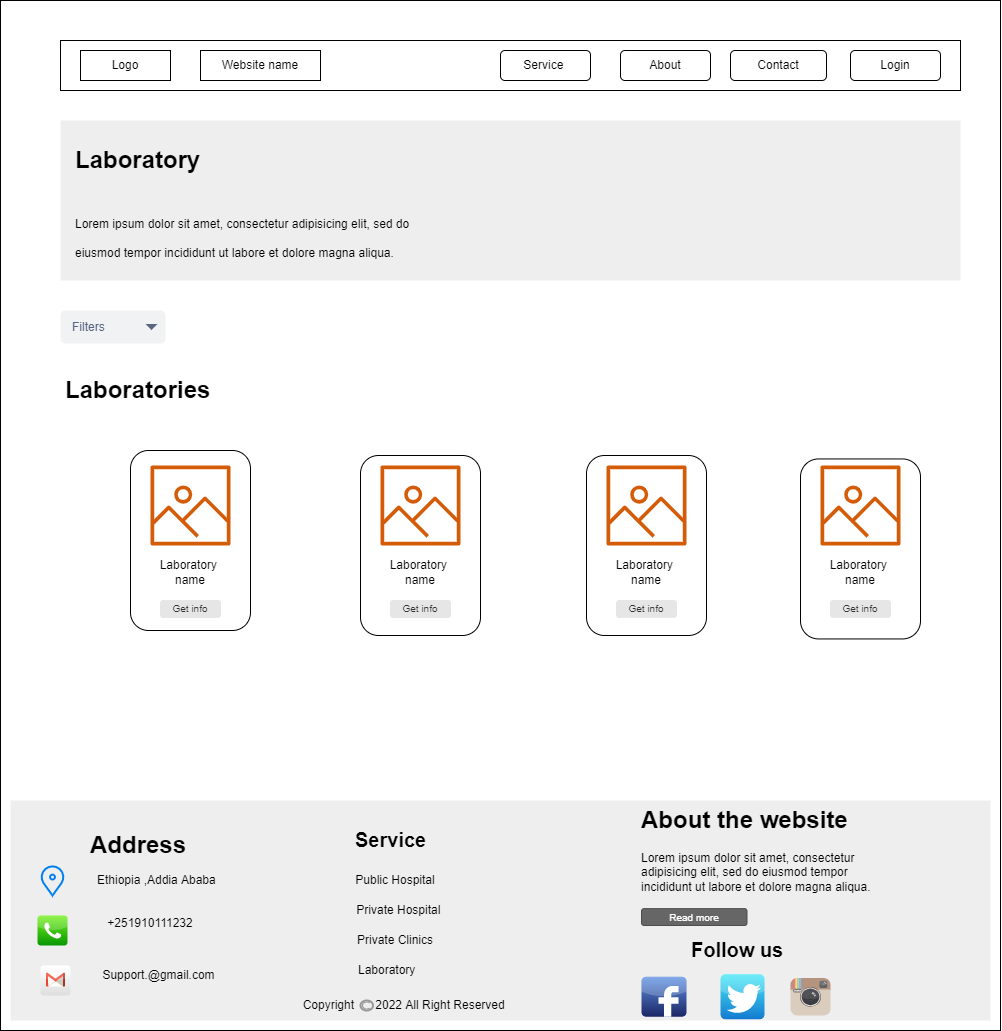 Logo
Website name
Service
About
Contact
Login
Laboratory
Lorem ipsum dolor sit amet, consectetur adipisicing elit, sed do
eiusmod tempor incididunt ut labore et dolore magna aliqua.
Filters
Laboratories
Laboratory
name
Get info
Laboratory
name
Get info
Laboratory
name
Get info
Laboratory
name
Get info
Address
Ethiopia ,Addia Ababa
+251910111232
Support.@gmail.com
Service
Public Hospital
Private Hospital
Private Clinics
Laboratory
Copyright ©2022 All Right Reserved
About the website
Lorem ipsum dolor sit amet, consectetur
adipisicing elit, sed do eiusmod tempor
incididunt ut labore et dolore magna aliqua.
Read more
Follow us